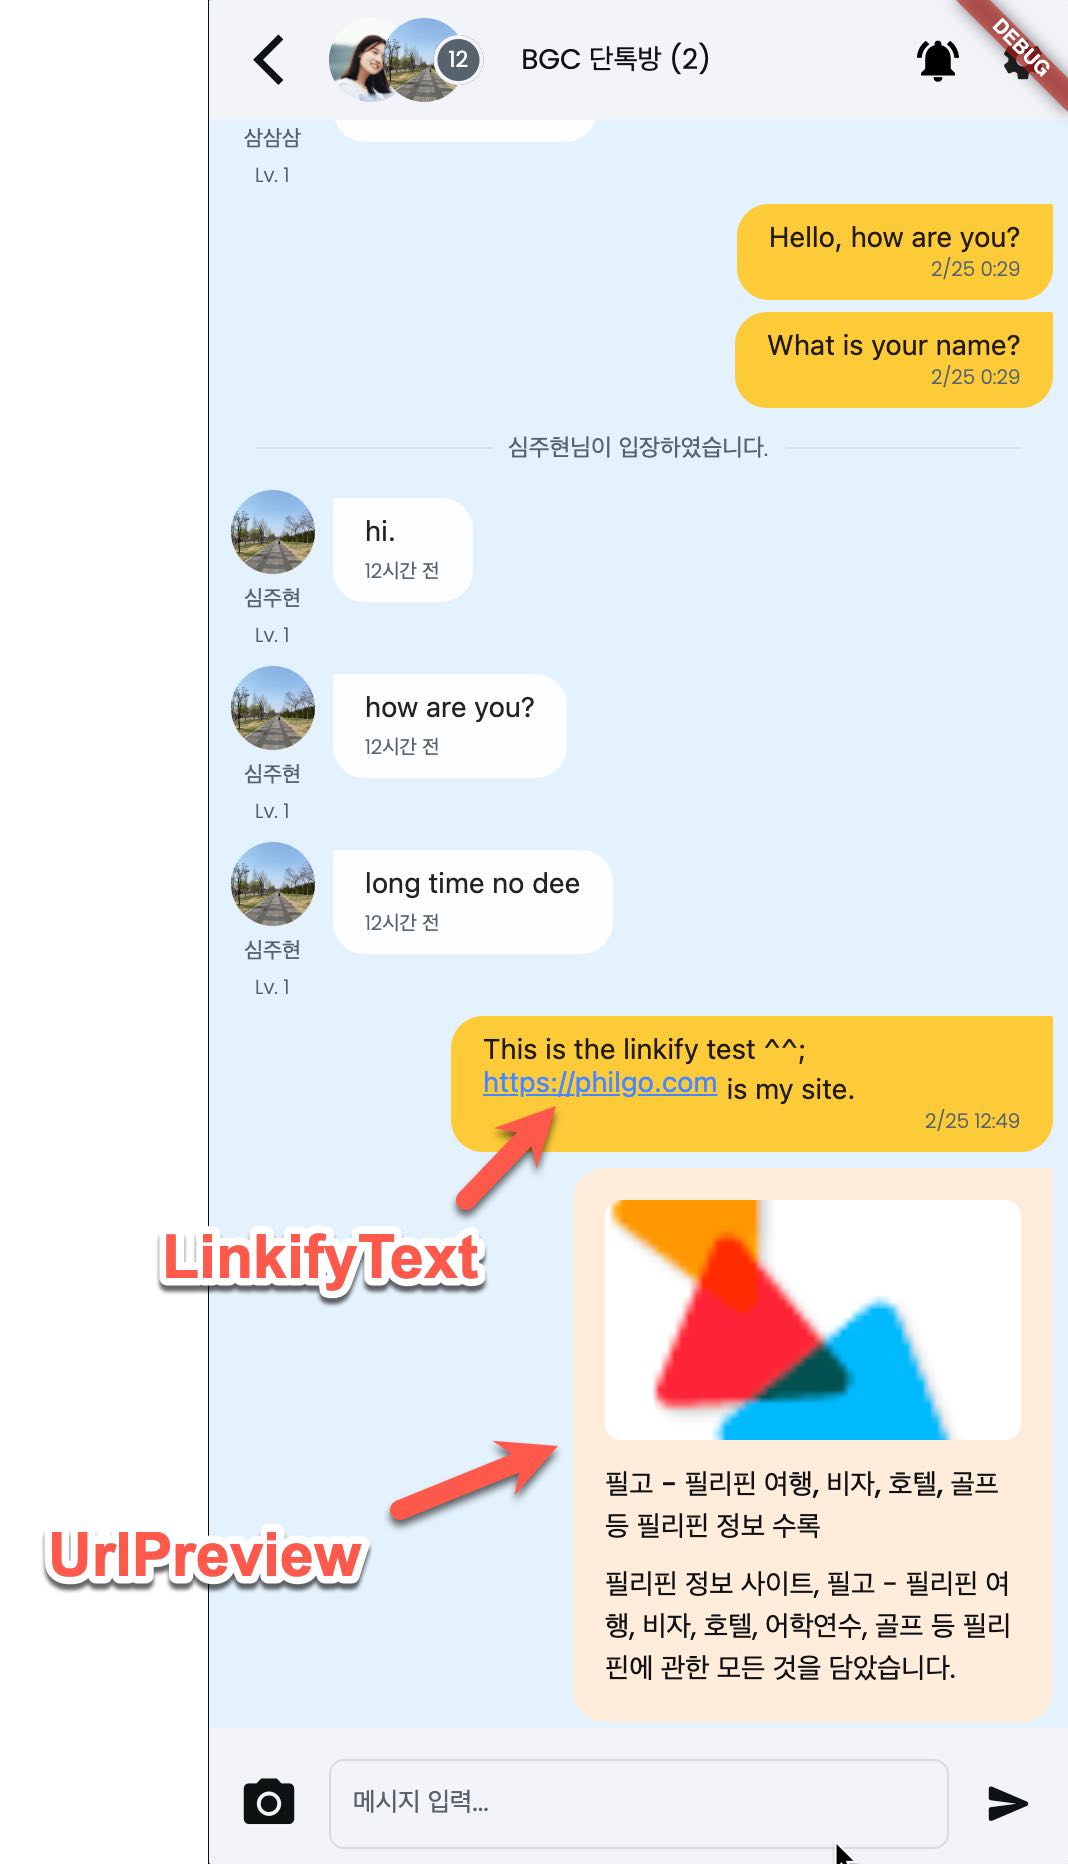 12
BGC 단톡방 (2)
DEBUG
삼삼삼
Lv. 1
Hello, how are you?
2/25 0:29
What is your name?
2/25 0:29
심주현님이 입장하였습니다.
hi.
12시간 전
심주현
Lv. 1
how are you?
12시간 전
심주현
Lv. 1
long time no dee
12시간 전
심주현
Lv. 1
This is the linkify test ^^;
https://philgo.com is my site.
2/25 12:49
LinkifyText
필고 - 필리핀 여행, 비자, 호텔, 골프
등 필리핀 정보 수록
UrlPreview
필리핀 정보 사이트, 필고 - 필리핀 여
행, 비자, 호텔, 어학연수, 골프 등 필리
핀에 관한 모든 것을 담았습니다.
메시지 입력...